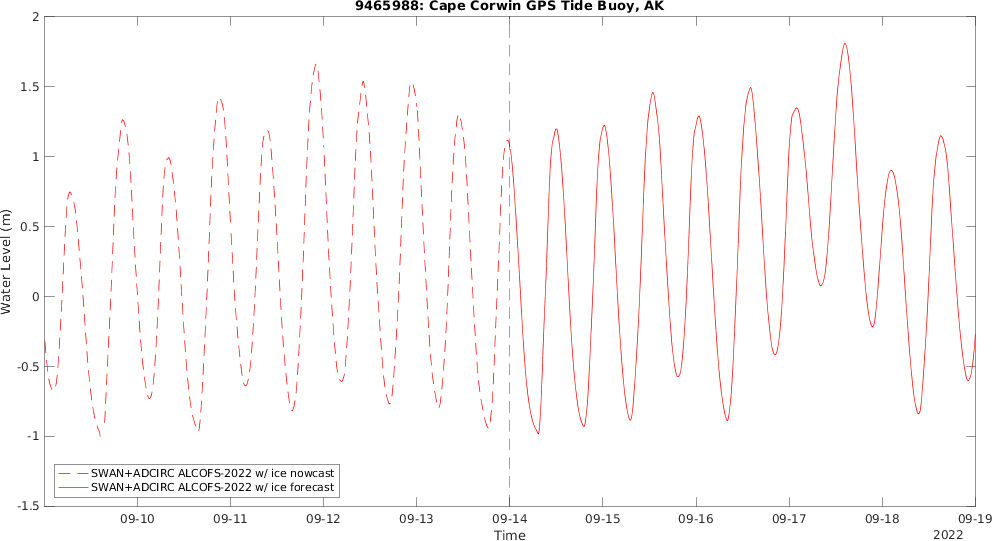 9465988: Cape Corwin GPS Tide Buoy, AK
2
1.5
1
0.5
0
-0.5
-1
-1.5
Water Level (m)
SWAN+ADCIRC ALCOFS-2022 w/ ice nowcast
SWAN+ADCIRC ALCOFS-2022 w/ ice forecast
09-10 09-11 09-12 09-13 09-14 09-15 09-16 09-17 09-18 09-19
Time
2022